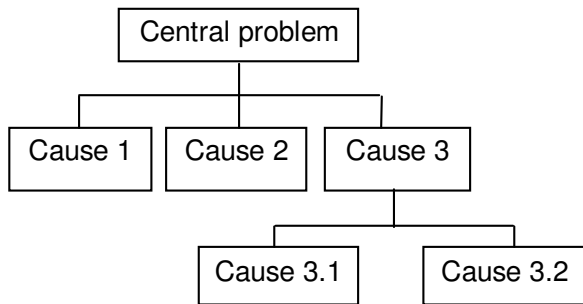 Central problem
Cause 1
Cause 2
Cause 3
Cause 3.1
Cause 3.2